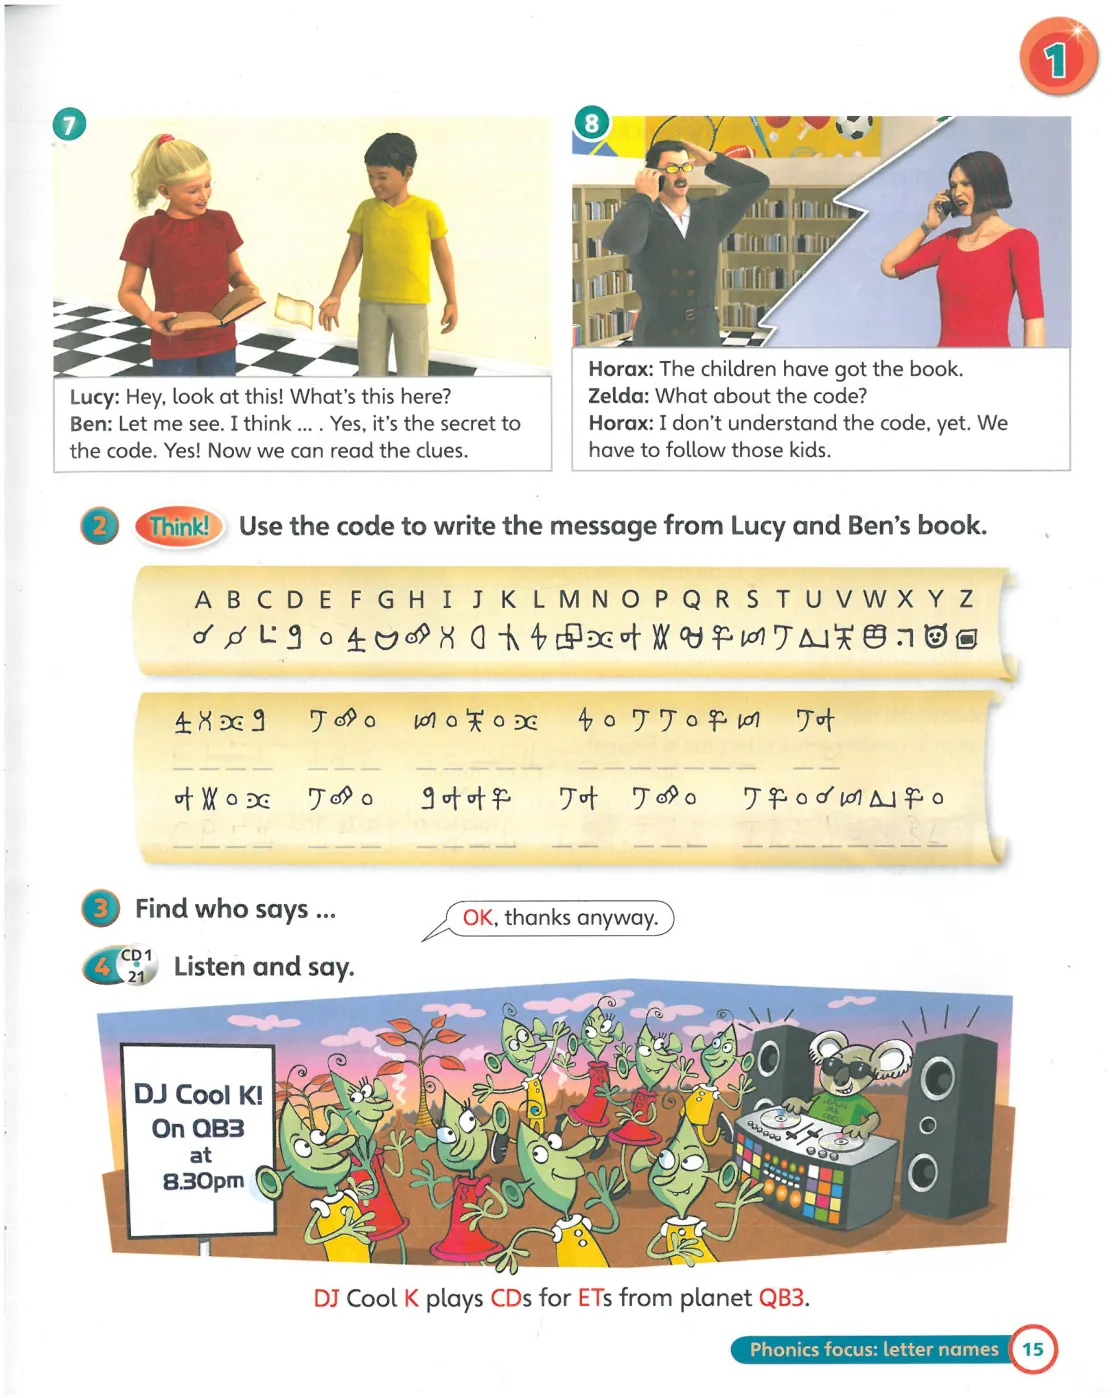 1
7
8
Lucy: Hey, look at this! What's this here?
Ben: Let me see. I think ... . Yes, it's the secret to
the code. Yes! Now we can read the clues.
Horax: The children have got the book.
Zelda: What about the code?
Horax: I don't understand the code, yet. We
have to follow those kids.
2 Think! Use the code to write the message from Lucy and Ben's book.
A B C D E F G H I J K L M N O P Q R S T U V W X Y Z
3 Find who says ...
OK, thanks anyway.
4 CD1 21 Listen and say.
DJ Cool K!
On QB3
at
8.30pm
DJ Cool K plays CDs for ETs from planet QB3.
Phonics focus: letter names 15